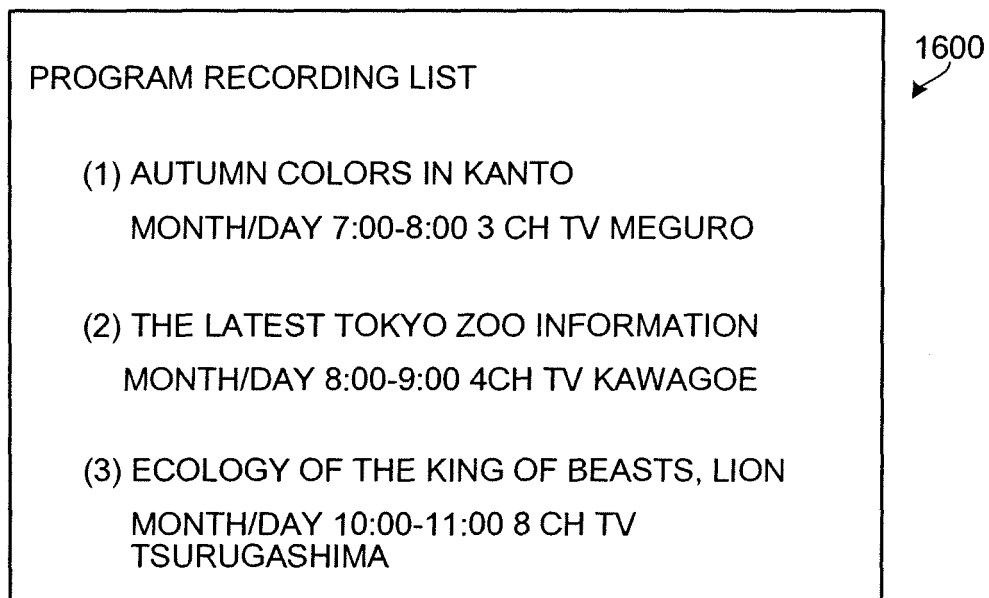 1600
PROGRAM RECORDING LIST
(1) AUTUMN COLORS IN KANTO
MONTH/DAY 7:00-8:00 3 CH TV MEGURO
(2) THE LATEST TOKYO ZOO INFORMATION
MONTH/DAY 8:00-9:00 4CH TV KAWAGOE
(3) ECOLOGY OF THE KING OF BEASTS, LION
MONTH/DAY 10:00-11:00 8 CH TV
TSURUGASHIMA